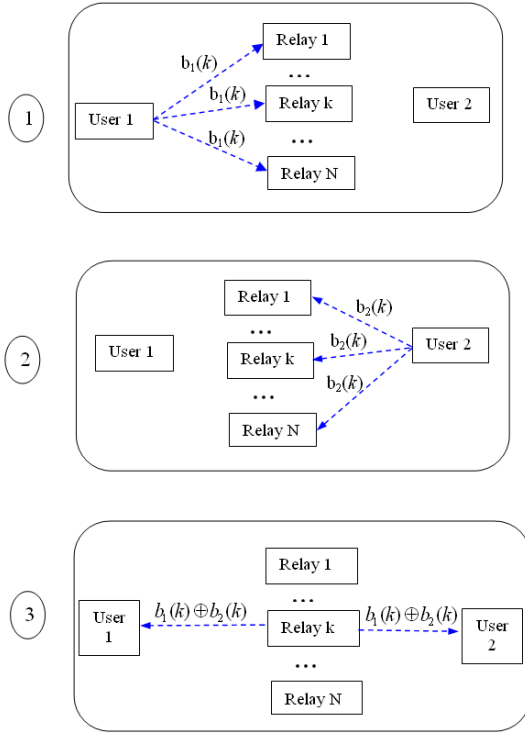 1
Relay 1
b₁(k)
...
User 1
b₁(k)
Relay k
User 2
b₁(k)
...
Relay N
2
Relay 1
b₂(k)
...
User 1
Relay k
b₂(k)
User 2
b₂(k)
...
Relay N
3
Relay 1
...
User
1
b₁(k)⊕b₂(k)
Relay k
b₁(k)⊕b₂(k)
User
2
...
Relay N